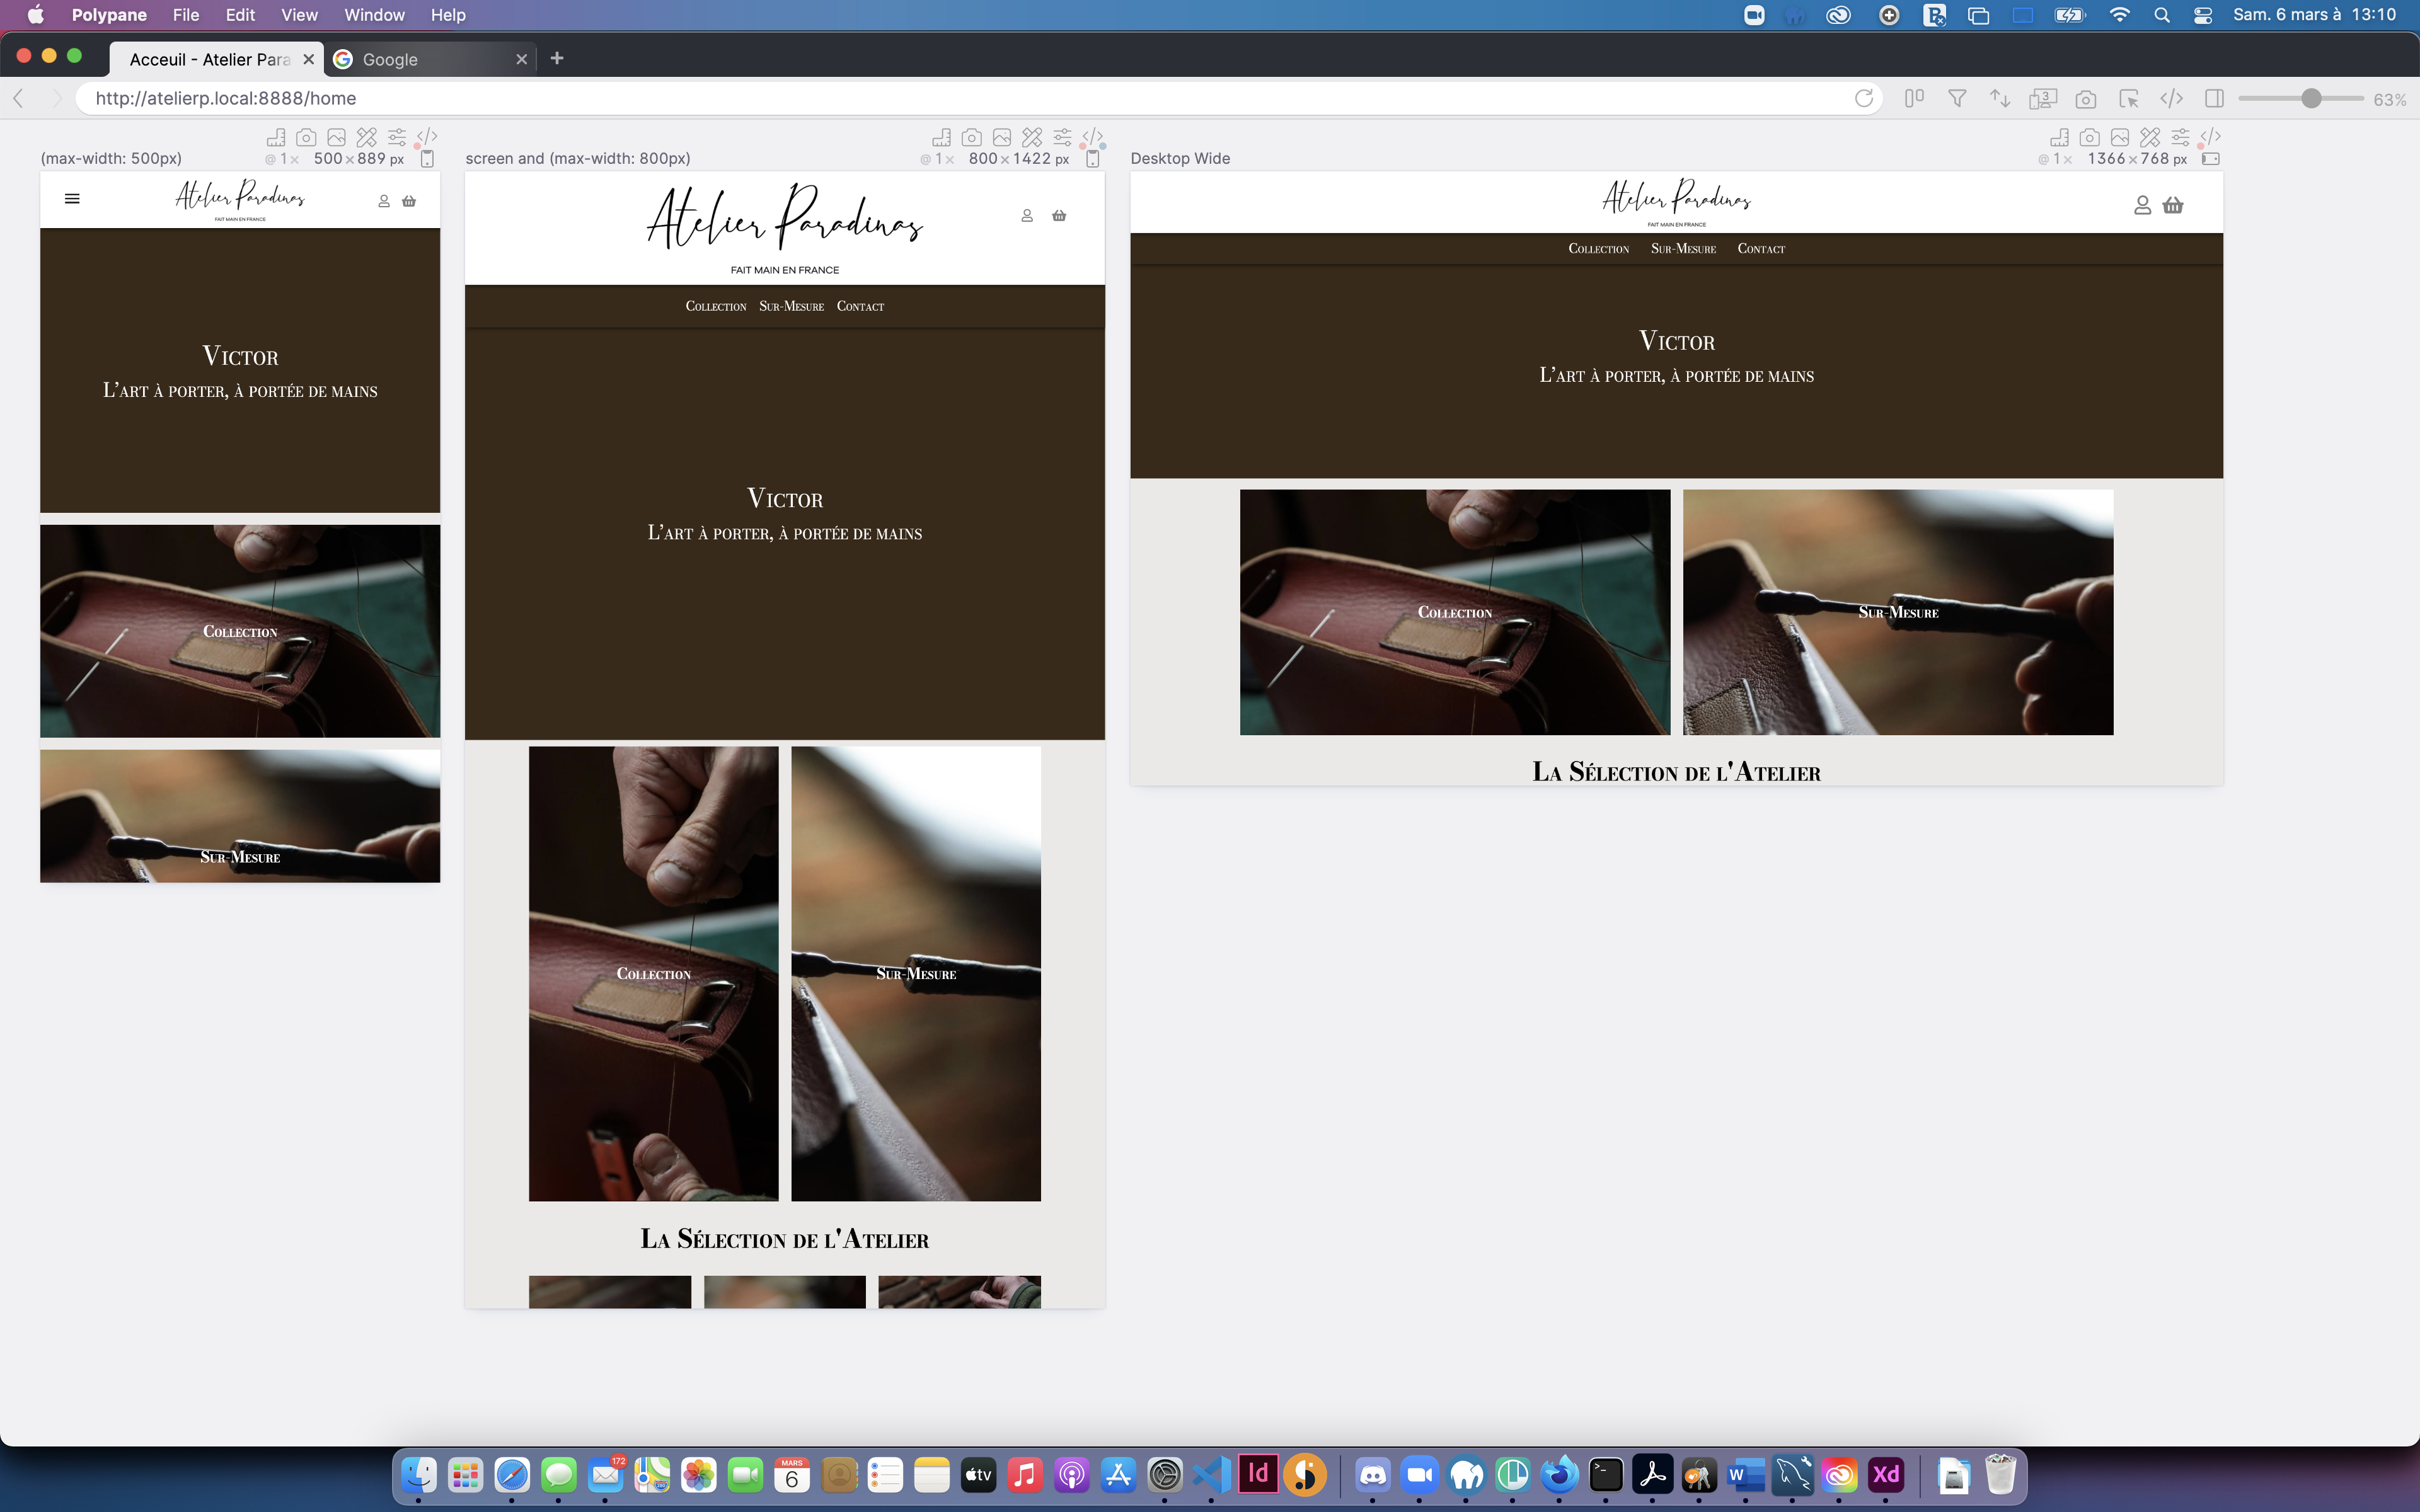 Polypane File Edit View Window Help
Sam. 6 mars à 13:10
Acceuil - Atelier Para
Google
http://atelierp.local:8888/home
3
63%
(max-width: 500px)
@ 1× 500×889 px
Atelier Paradinas
FAIT MAIN EN FRANCE
Victor
L'art à porter, à portée de mains
Collection
Sur-Mesure
screen and (max-width: 800px)
@ 1× 800×1422 px
Atelier Paradinas
FAIT MAIN EN FRANCE
Collection Sur-Mesure Contact
Victor
L'art à porter, à portée de mains
Collection
Sur-Mesure
La Sélection de l'Atelier
Desktop Wide
@ 1× 1366×768 px
Atelier Paradinas
FAIT MAIN EN FRANCE
Collection Sur-Mesure Contact
Victor
L'art à porter, à portée de mains
Collection
Sur-Mesure
La Sélection de l'Atelier
172
MARS
6
tv
Id
W
Xd